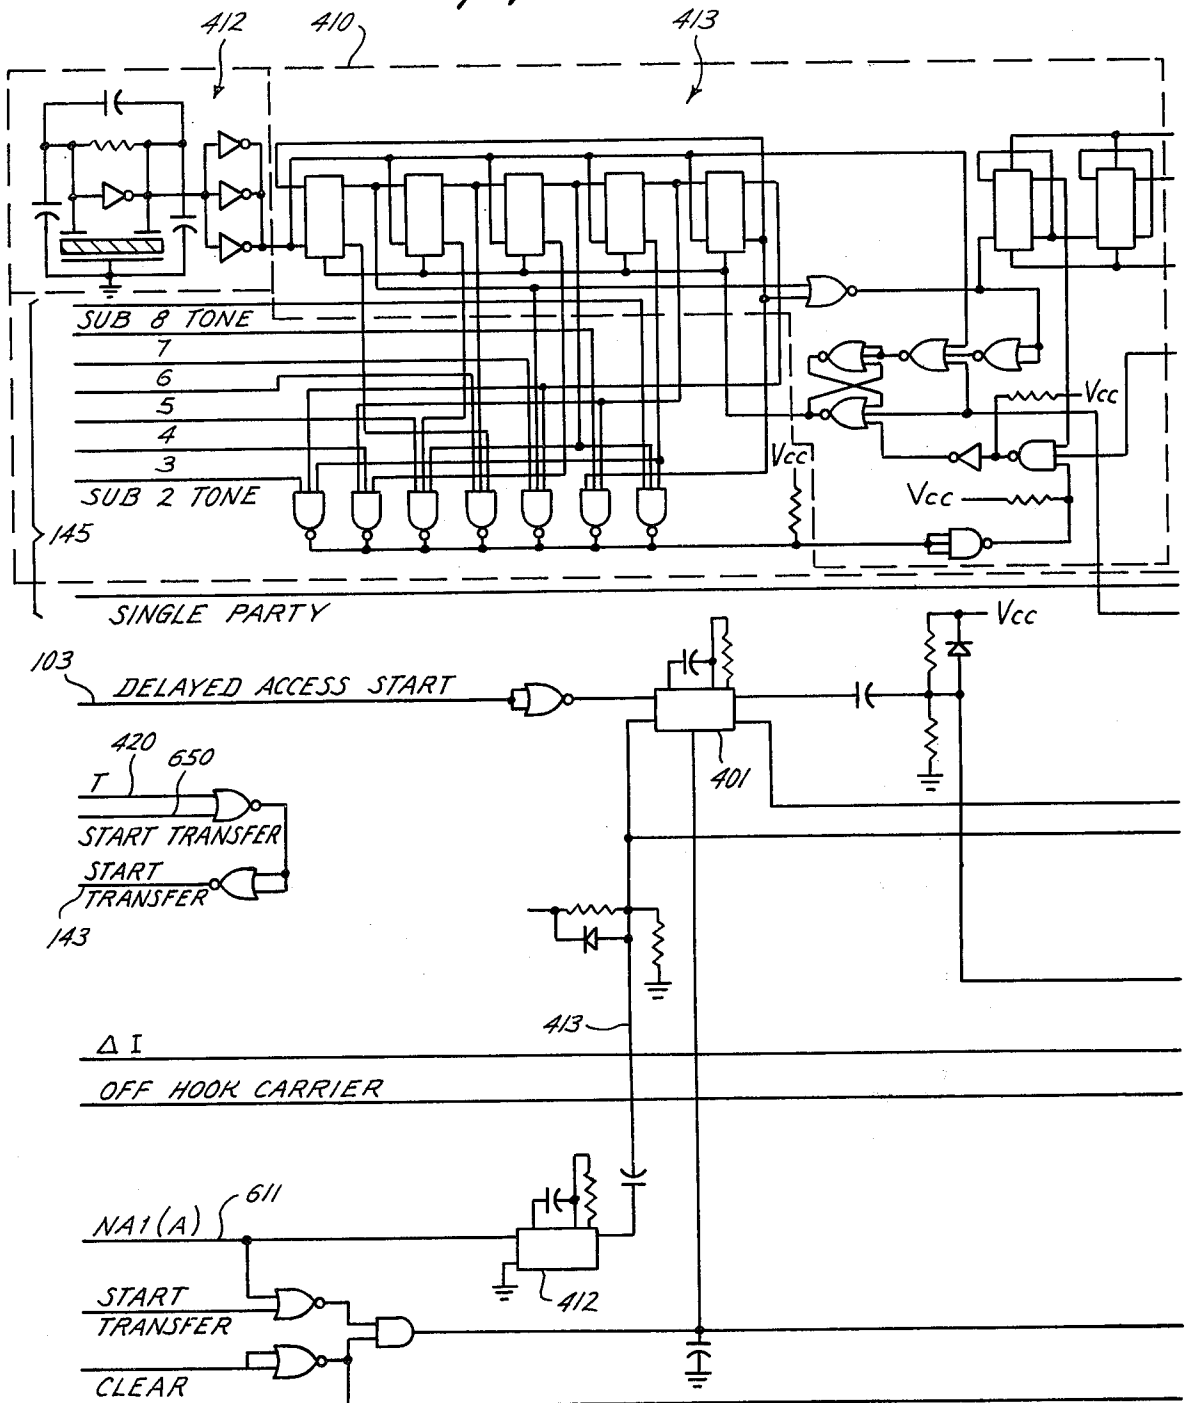 412
410
413
SUB 8 TONE
7
6
5
4
3
SUB 2 TONE
145
Vcc
Vcc
Vcc
SINGLE PARTY
Vcc
103
DELAYED ACCESS START
401
420
650
T
START TRANSFER
START
TRANSFER
143
413
Δ I
OFF HOOK CARRIER
611
NA1(A)
412
START
TRANSFER
CLEAR